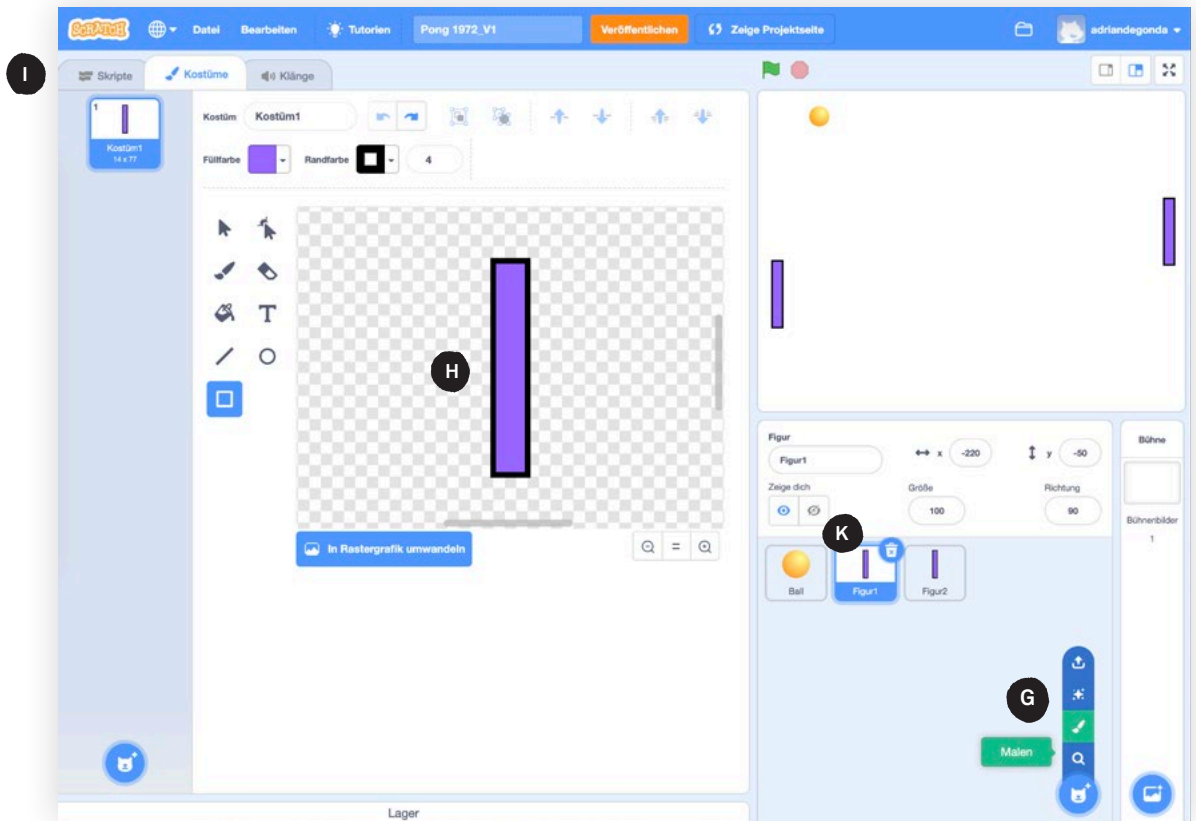 SCRATCH Datei Bearbeiten Tutorien Pong 1972_V1 Veröffentlichen Zeige Projektseite adriandegonda
I
Skripte Kostüme Klänge
1
Kostüm1
14 x 77
Kostüm Kostüm1
Füllfarbe Randfarbe 4
T
H
In Rastergrafik umwandeln
=
Figur
Figur1
x -220
y -50
Zeige dich
Größe
100
Richtung
90
K
Ball
Figur1
Figur2
Bühne
Bühnenbilder
1
G
Malen
Lager